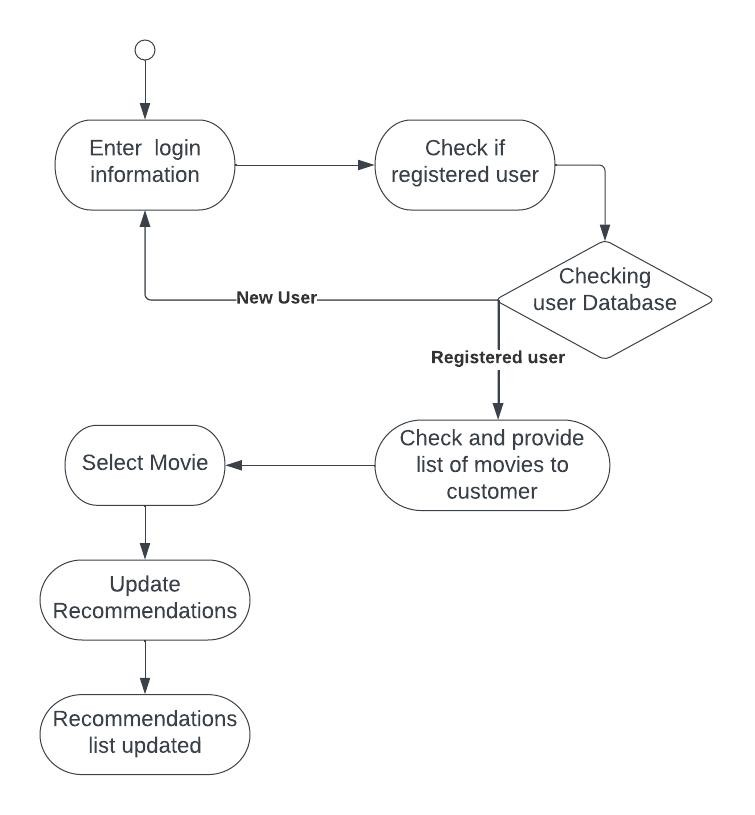 Enter login
information
Check if
registered user
Checking
user Database
New User
Registered user
Check and provide
list of movies to
customer
Select Movie
Update
Recommendations
Recommendations
list updated